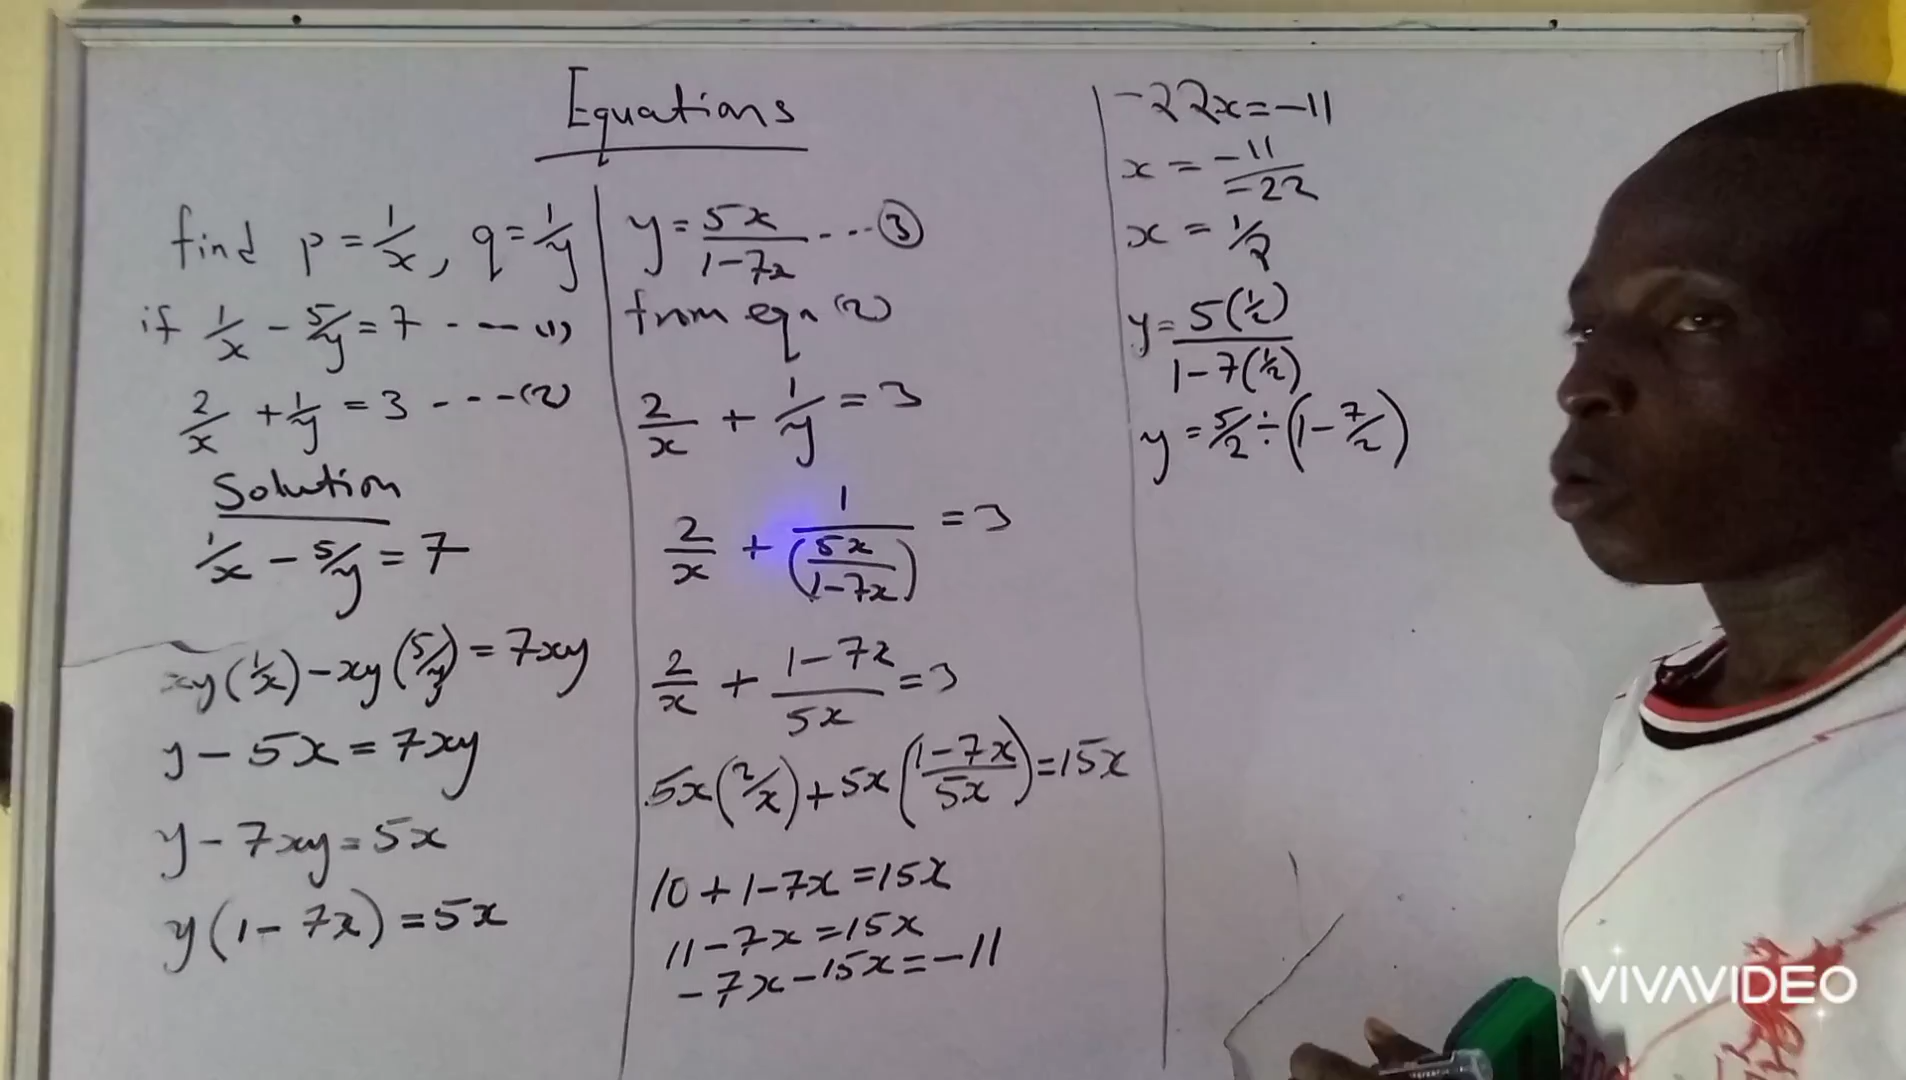 Equations
find p = 1/x, q = 1/y
if 1/x - 5/y = 7 - - - (1)
2/x + 1/y = 3 - - - (2)
Solution
1/x - 5/y = 7
xy(1/x) - xy(5/y) = 7xy
y - 5x = 7xy
y - 7xy = 5x
y(1 - 7x) = 5x
y = 5x/1-7x - - - ③
from eqn (2)
2/x + 1/y = 3
2/x + 1/(5x/1-7x) = 3
2/x + 1-7x/5x = 3
5x(2/x) + 5x(1-7x/5x) = 15x
10 + 1 - 7x = 15x
11 - 7x = 15x
-7x - 15x = -11
-22x = -11
x = -11/-22
x = 1/2
y = 5(1/2)/1-7(1/2)
y = 5/2 ÷ (1 - 7/2)
VIVAVIDEO